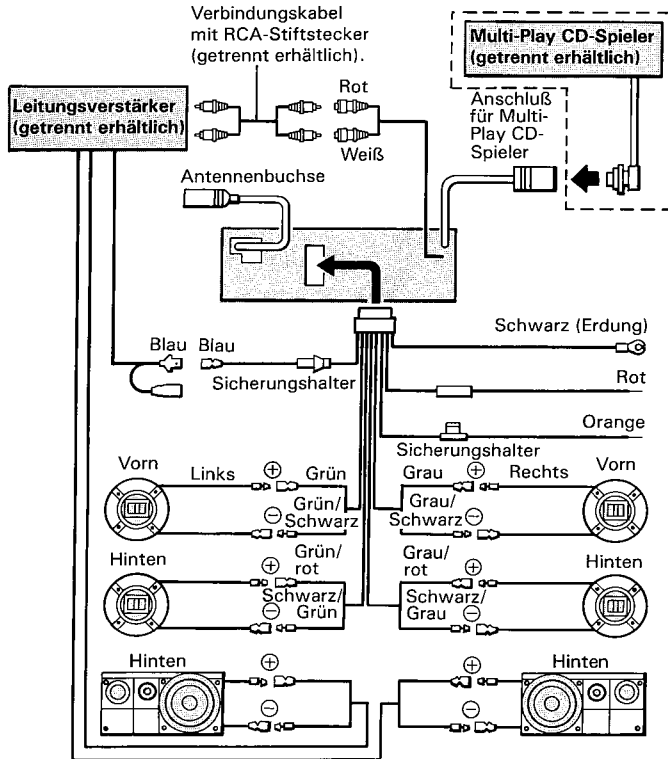 Verbindungskabel
mit RCA-Stiftstecker
(getrennt erhältlich).
Multi-Play CD-Spieler
(getrennt erhältlich)
Leitungsverstärker
(getrennt erhältlich)
Rot
Weiß
Anschluß
für Multi-
Play CD-
Spieler
Antennenbuchse
Schwarz (Erdung)
Blau
Blau
Sicherungshalter
Rot
Orange
Sicherungshalter
Vorn
Links
⊕
Grün
Grün/
Schwarz
⊖
Grau
⊕
Rechts
Vorn
Grau/
Schwarz
⊖
Hinten
⊕
Grün/
rot
Schwarz/
Grün
⊖
Grau/
rot
⊕
Hinten
Schwarz/
Grau
⊖
Hinten
⊕
⊖
⊕
Hinten
⊖